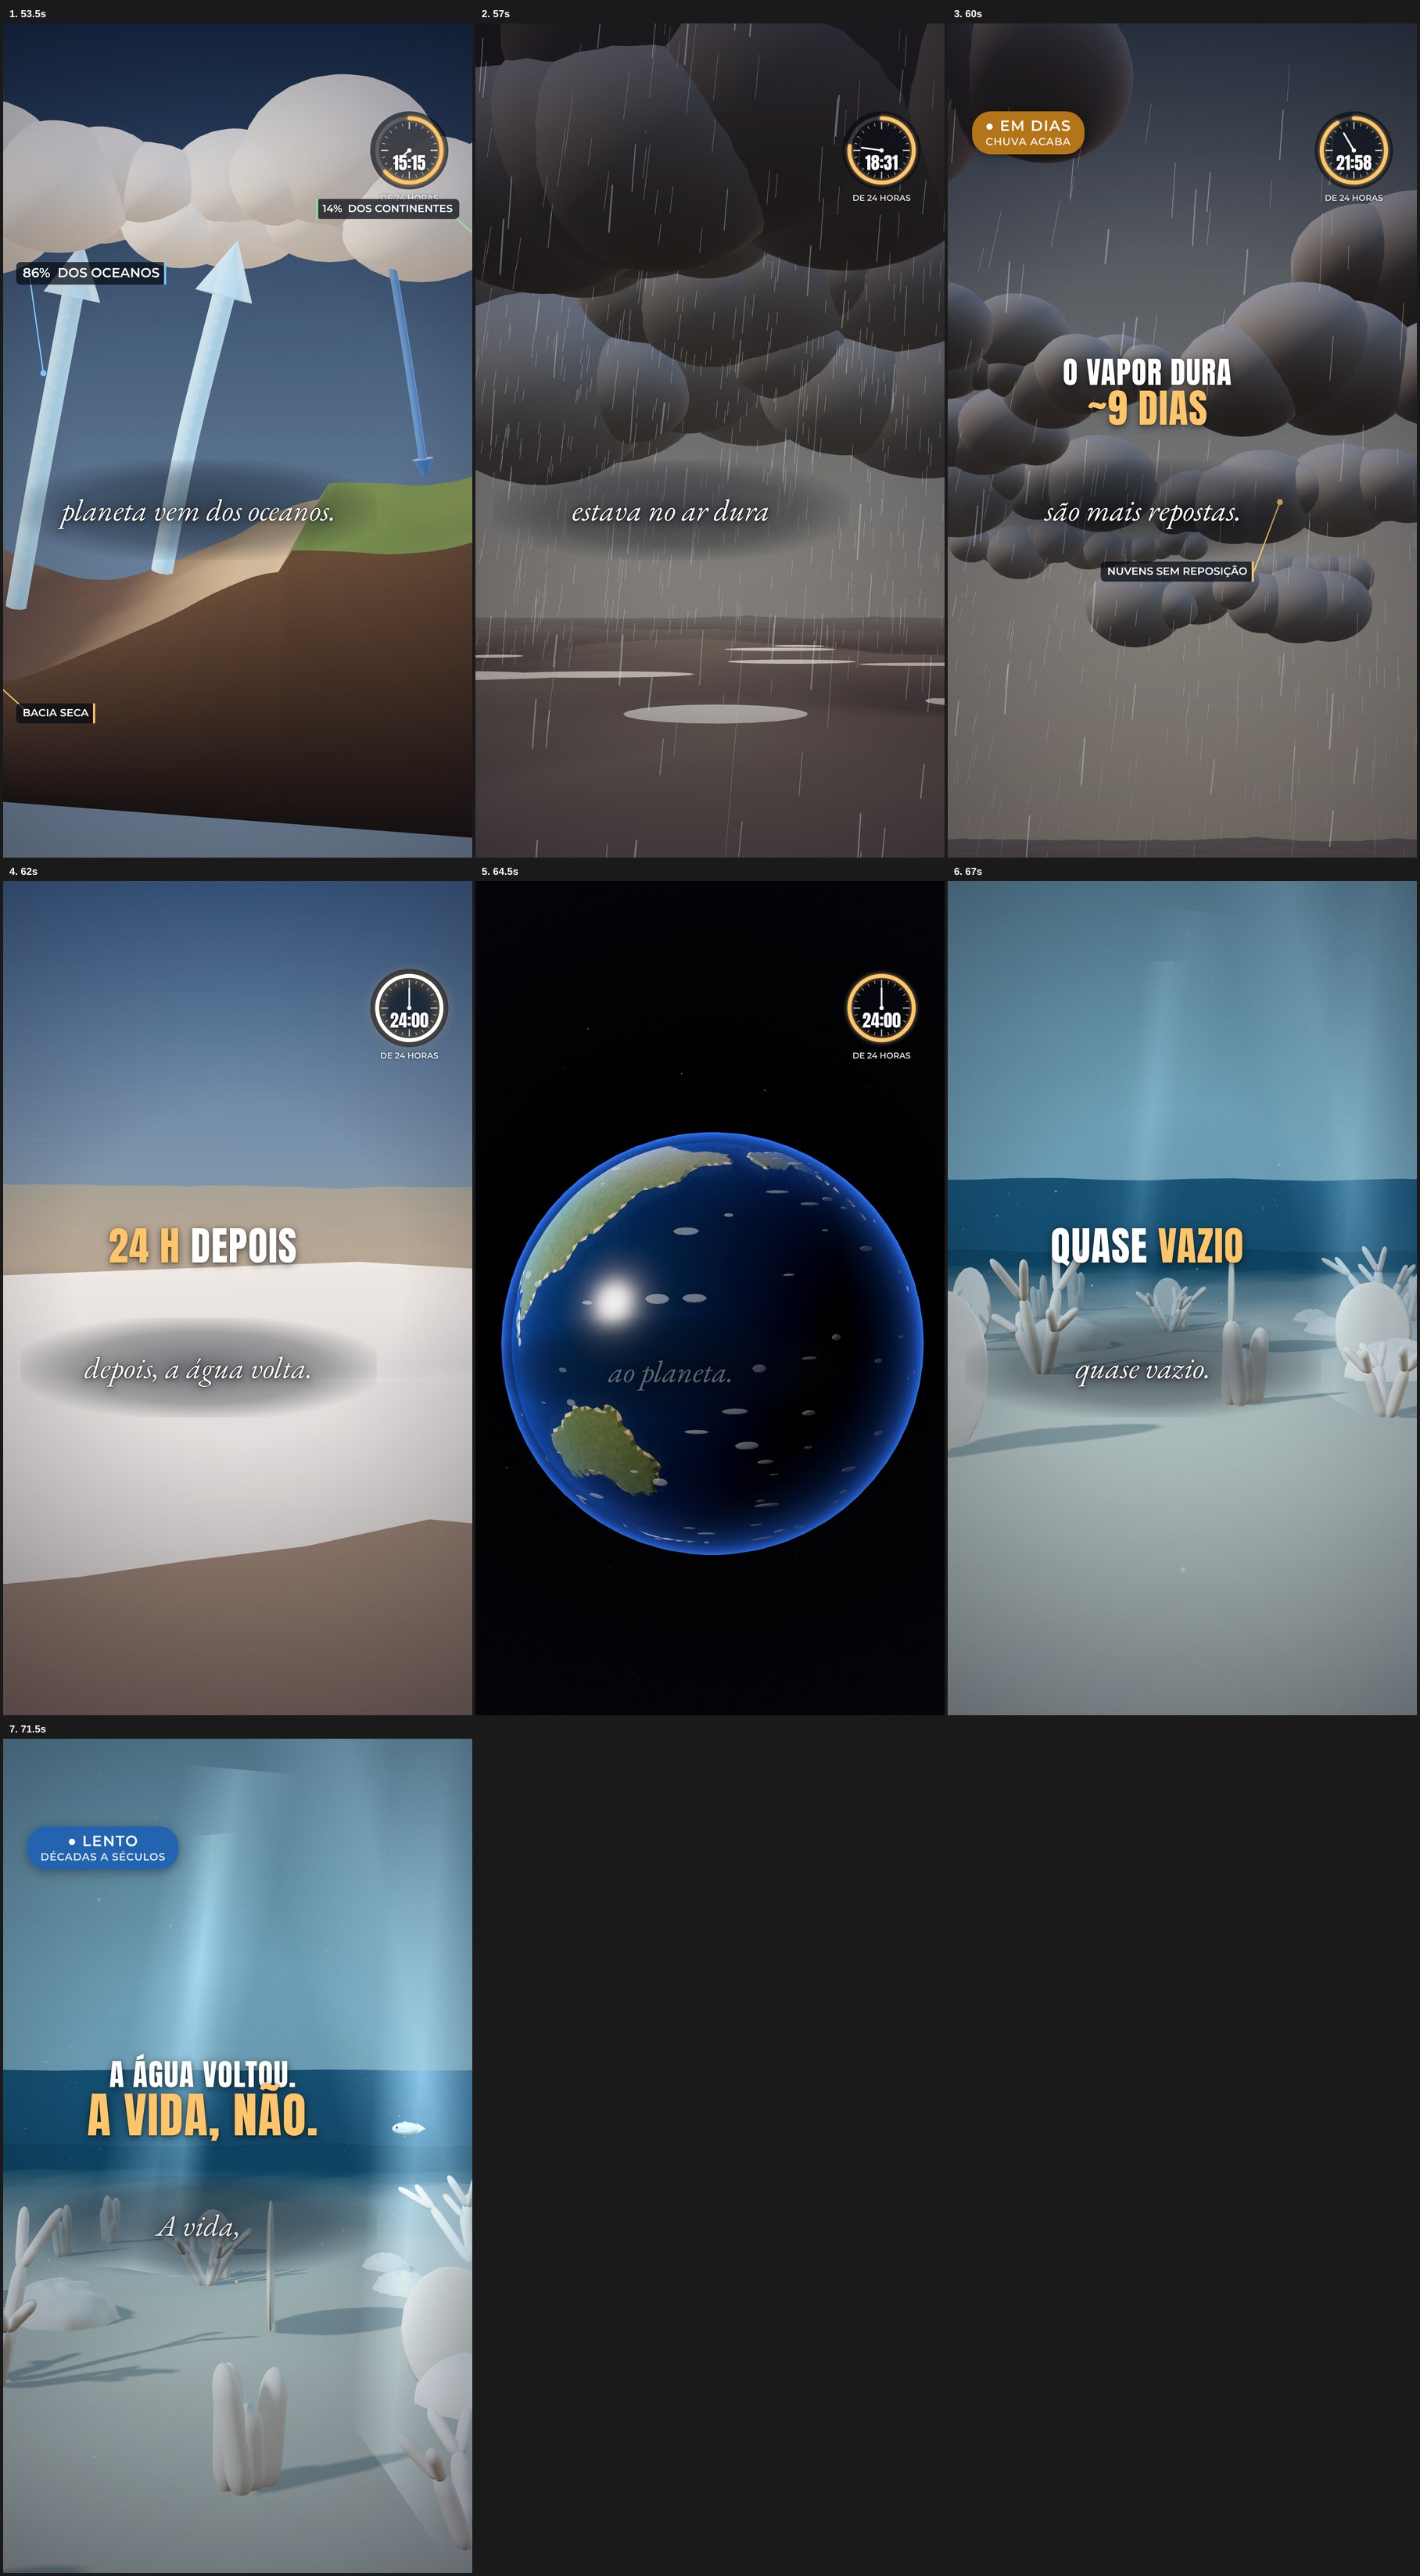 1. 53.5s
15:15
DE 24 HORAS
14% DOS CONTINENTES
86% DOS OCEANOS
planeta vem dos oceanos.
BACIA SECA
2. 57s
18:31
DE 24 HORAS
estava no ar dura
3. 60s
• EM DIAS
CHUVA ACABA
21:58
DE 24 HORAS
O VAPOR DURA
~9 DIAS
são mais repostas.
NUVENS SEM REPOSIÇÃO
4. 62s
24:00
DE 24 HORAS
24 H DEPOIS
depois, a água volta.
5. 64.5s
24:00
DE 24 HORAS
ao planeta.
6. 67s
QUASE VAZIO
quase vazio.
7. 71.5s
• LENTO
DÉCADAS A SÉCULOS
A ÁGUA VOLTOU.
A VIDA, NÃO.
A vida,